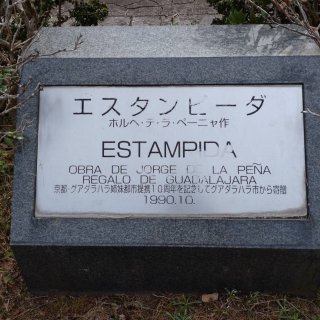 エスタンピーダ
ホルヘ・デ・ラ・ペーニャ作
ESTAMPIDA
OBRA DE JORGE DE LA PEÑA
REGALO DE GUADALAJARA
京都・グアダラハラ姉妹都市提携10周年を記念してグアダラハラ市から寄贈
1990.10.